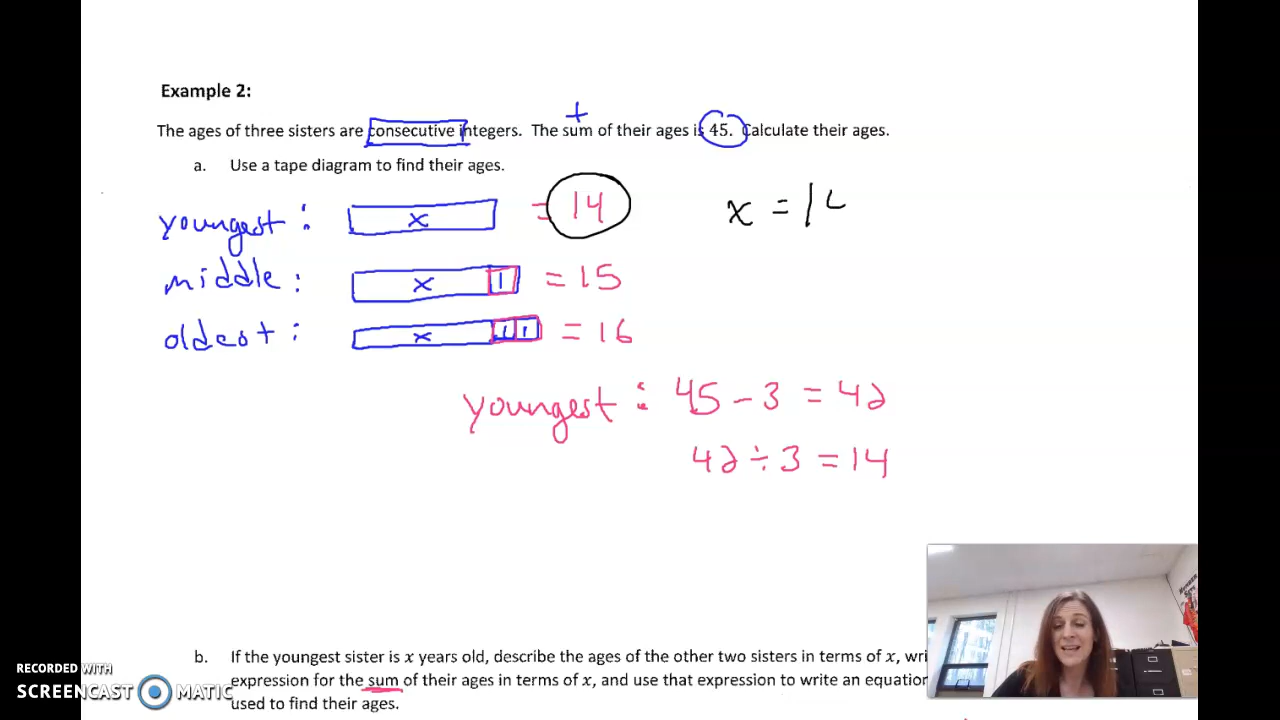 Example 2:
The ages of three sisters are consecutive integers. The sum of their ages is 45. Calculate their ages.
+
a. Use a tape diagram to find their ages.
youngest: x = 14
x = 14
middle: x 1 = 15
oldest: x 1 1 = 16
youngest: 45 - 3 = 42
42 ÷ 3 = 14
b. If the youngest sister is x years old, describe the ages of the other two sisters in terms of x, wri
expression for the sum of their ages in terms of x, and use that expression to write an equation
used to find their ages.
RECORDED WITH
SCREENCAST MATIC